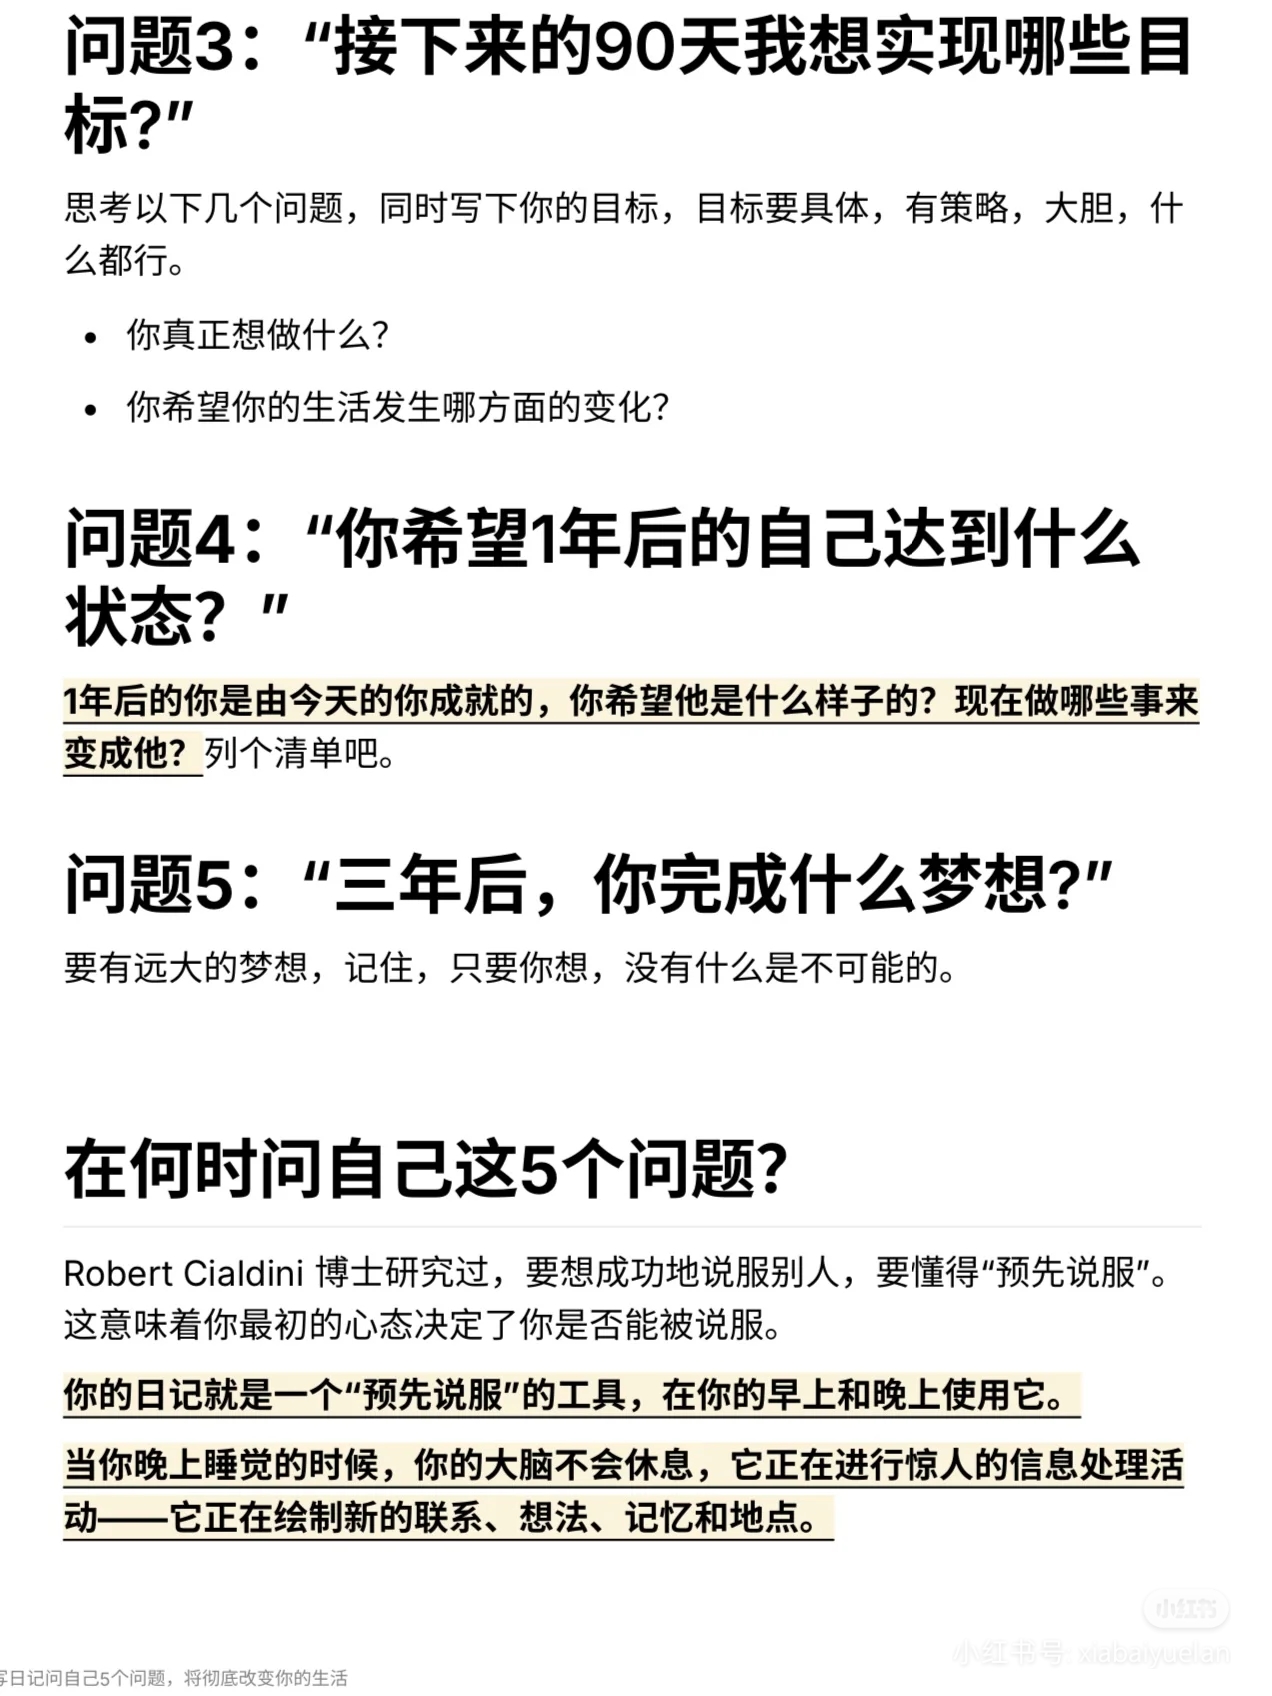 问题3：“接下来的90天我想实现哪些目
标?”
思考以下几个问题，同时写下你的目标，目标要具体，有策略，大胆，什
么都行。
• 你真正想做什么？
• 你希望你的生活发生哪方面的变化？
问题4：“你希望1年后的自己达到什么
状态？”
1年后的你是由今天的你成就的，你希望他是什么样子的？现在做哪些事来
变成他？列个清单吧。
问题5：“三年后，你完成什么梦想?”
要有远大的梦想，记住，只要你想，没有什么是不可能的。
在何时问自己这5个问题？
Robert Cialdini 博士研究过，要想成功地说服别人，要懂得“预先说服”。
这意味着你最初的心态决定了你是否能被说服。
你的日记就是一个“预先说服”的工具，在你的早上和晚上使用它。
当你晚上睡觉的时候，你的大脑不会休息，它正在进行惊人的信息处理活
动——它正在绘制新的联系、想法、记忆和地点。
小红书
小红书号: xiabaiyuelan
写日记问自己5个问题，将彻底改变你的生活